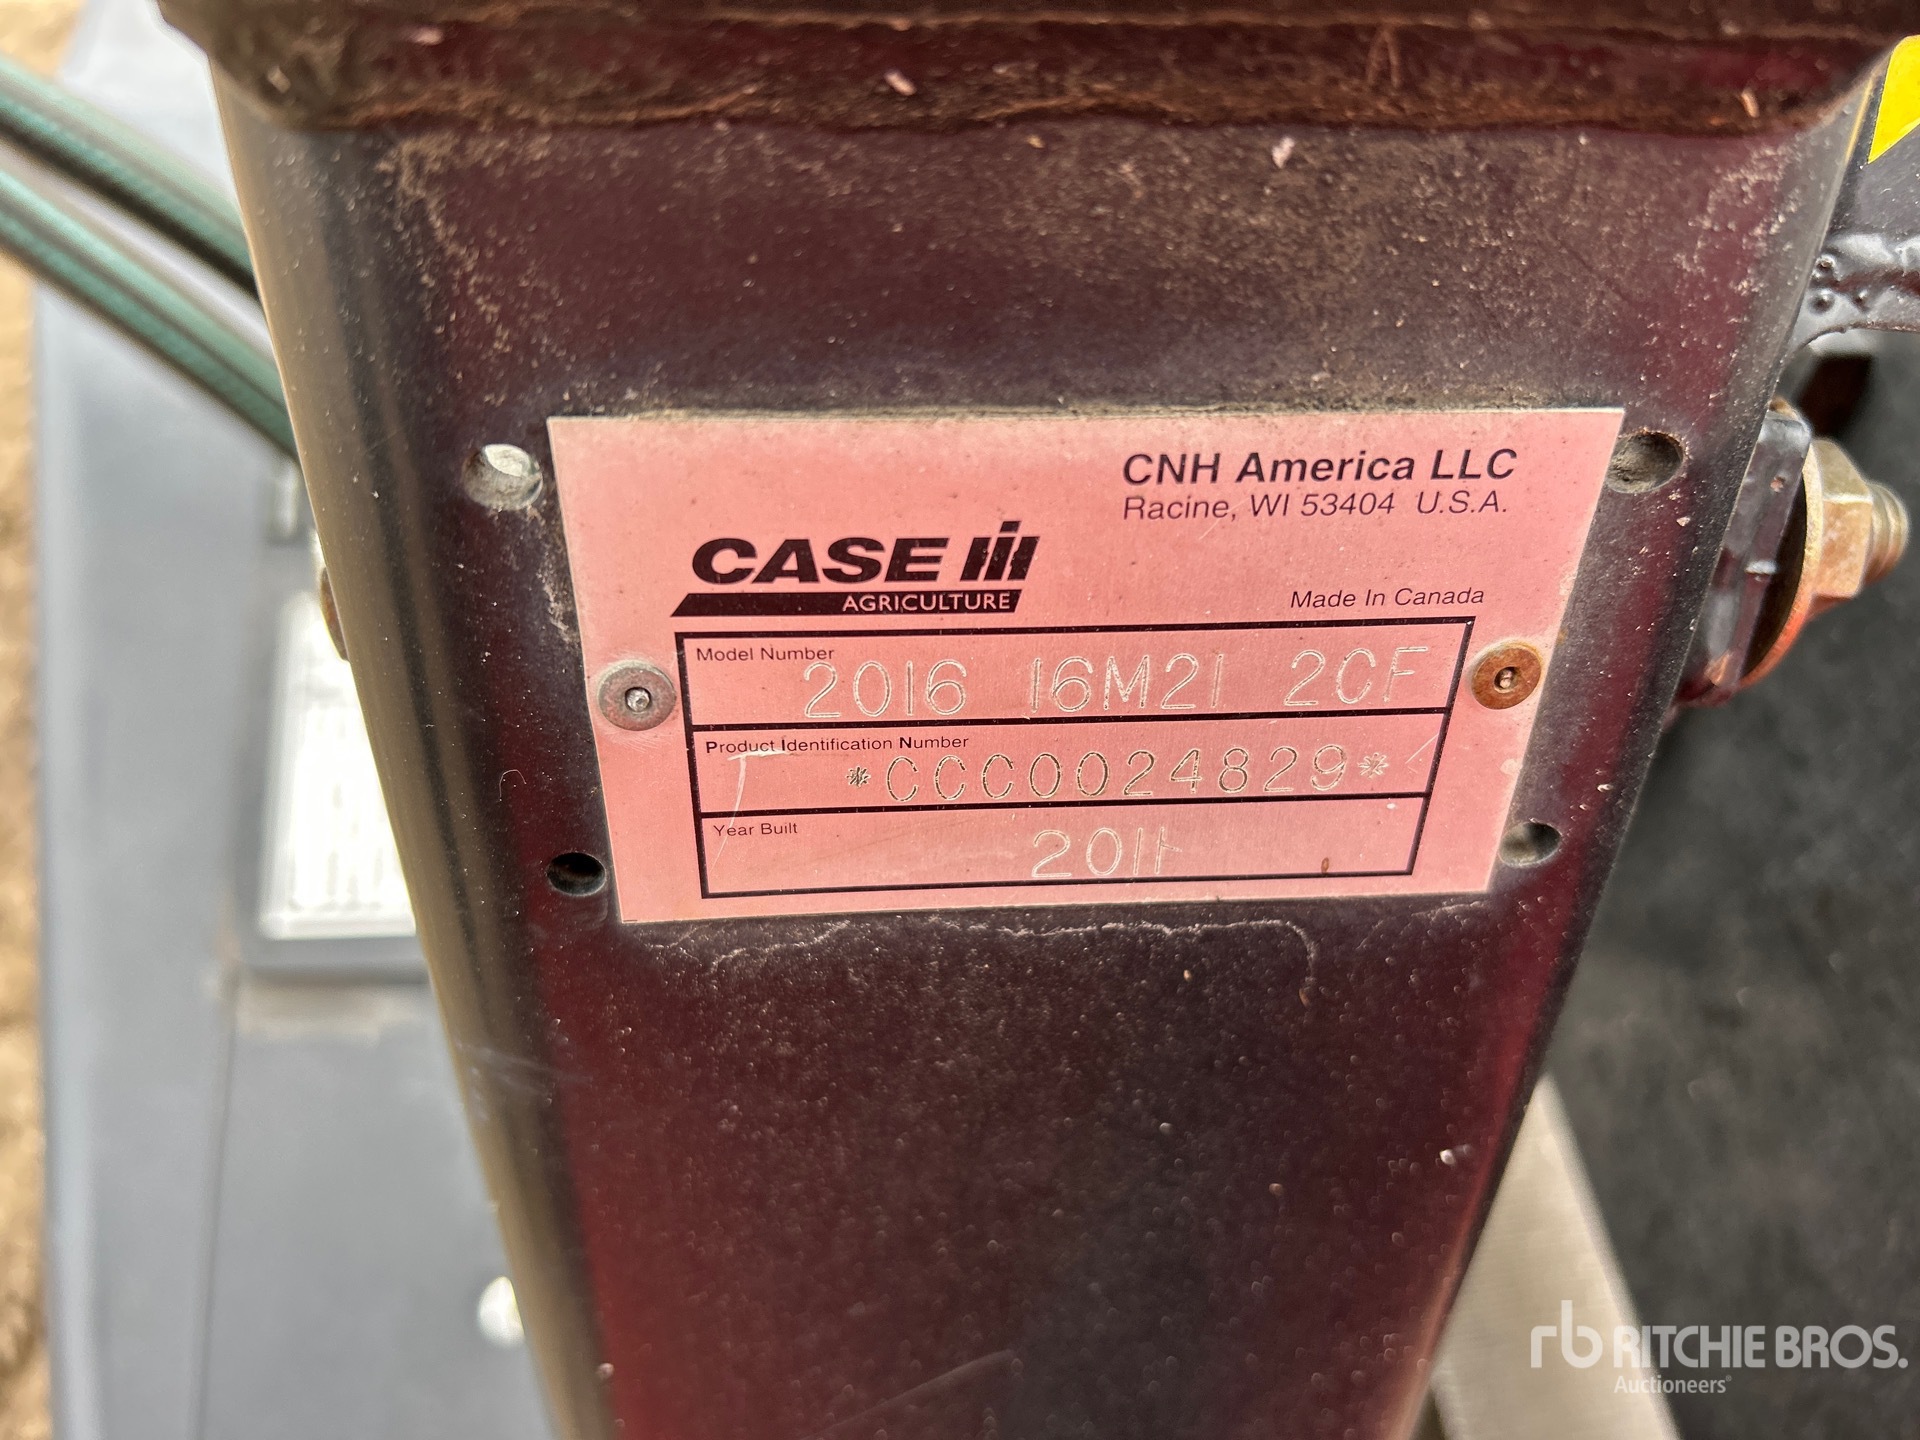 CNH America LLC
Racine, WI 53404 U.S.A.
CASE IH
AGRICULTURE
Made In Canada
Model Number
2016 16M21 2CF
Product Identification Number
*CCC0024829*
Year Built
2011
rb RITCHIE BROS.
Auctioneers